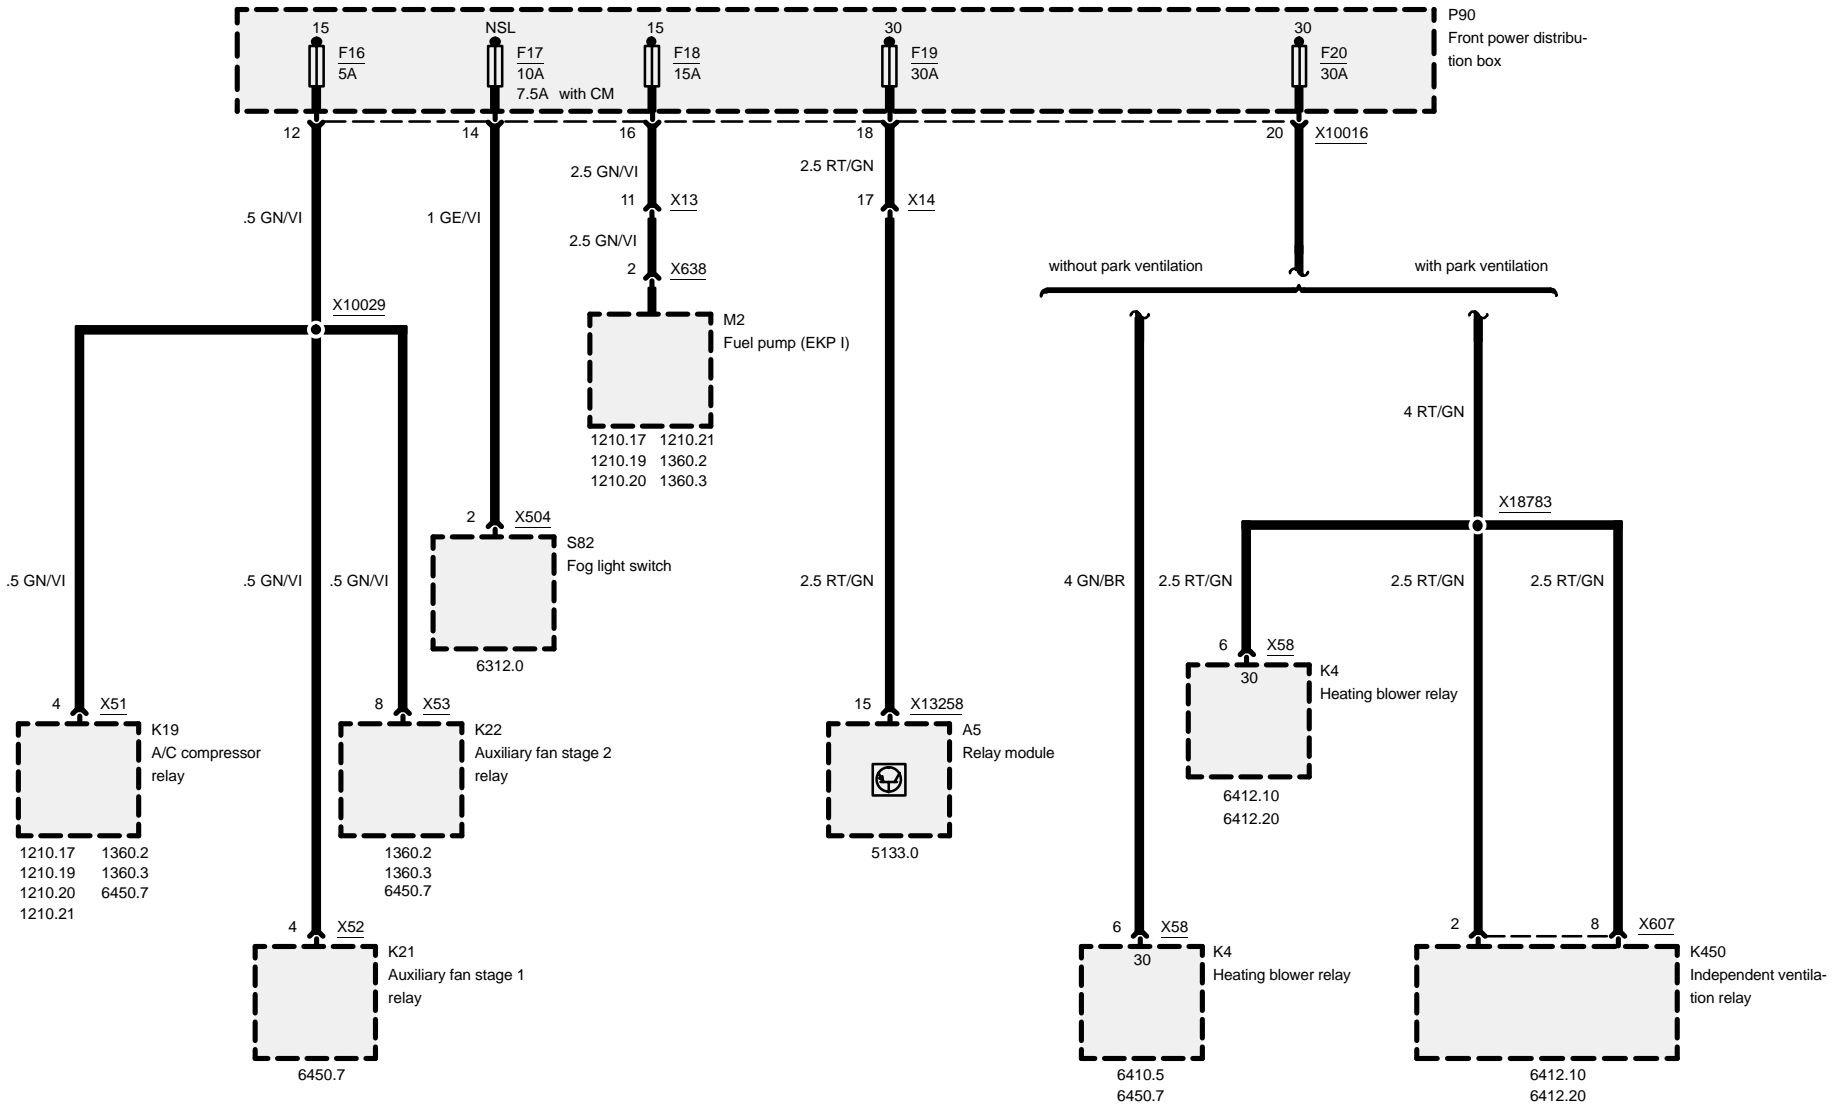 P90
Front power distribu-
tion box
15
F16
5A
NSL
F17
10A
7.5A with CM
15
F18
15A
30
F19
30A
30
F20
30A
12
14
16
18
20
X10016
2.5 GN/VI
2.5 RT/GN
11
X13
17
X14
.5 GN/VI
1 GE/VI
2.5 GN/VI
2
X638
without park ventilation
with park ventilation
X10029
M2
Fuel pump (EKP I)
4 RT/GN
1210.17 1210.21
1210.19 1360.2
1210.20 1360.3
X18783
2
X504
S82
Fog light switch
.5 GN/VI
.5 GN/VI
.5 GN/VI
2.5 RT/GN
4 GN/BR
2.5 RT/GN
2.5 RT/GN
2.5 RT/GN
6312.0
6
X58
30
K4
Heating blower relay
6412.10
6412.20
4
X51
K19
A/C compressor
relay
8
X53
K22
Auxiliary fan stage 2
relay
15
X13258
A5
Relay module
1210.17 1360.2
1210.19 1360.3
1210.20 6450.7
1210.21
1360.2
1360.3
6450.7
5133.0
4
X52
K21
Auxiliary fan stage 1
relay
6450.7
6
X58
30
K4
Heating blower relay
6410.5
6450.7
2
8
X607
K450
Independent ventila-
tion relay
6412.10
6412.20